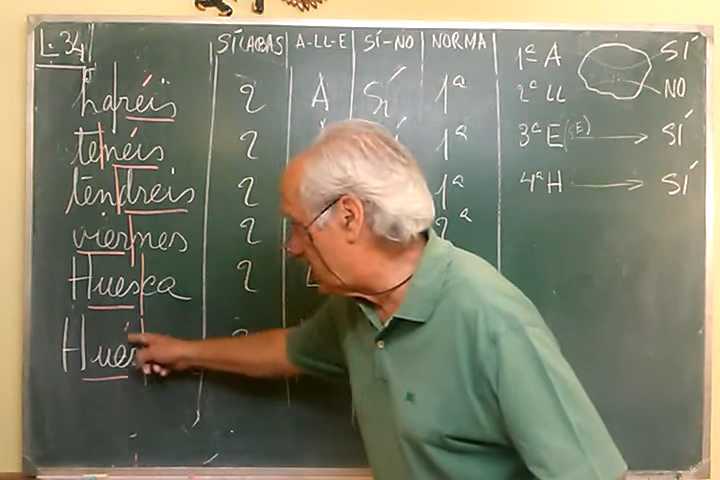 L: 34 SÍLABAS A-LL-E SÍ-NO NORMA
haréis 2 A SÍ 1ª
tenéis 2 1ª
tendréis 2 1ª
viernes 2 2ª
Huesca 2
1ª A SÍ
2ª LL NO
3ª E SÍ
4ª H SÍ